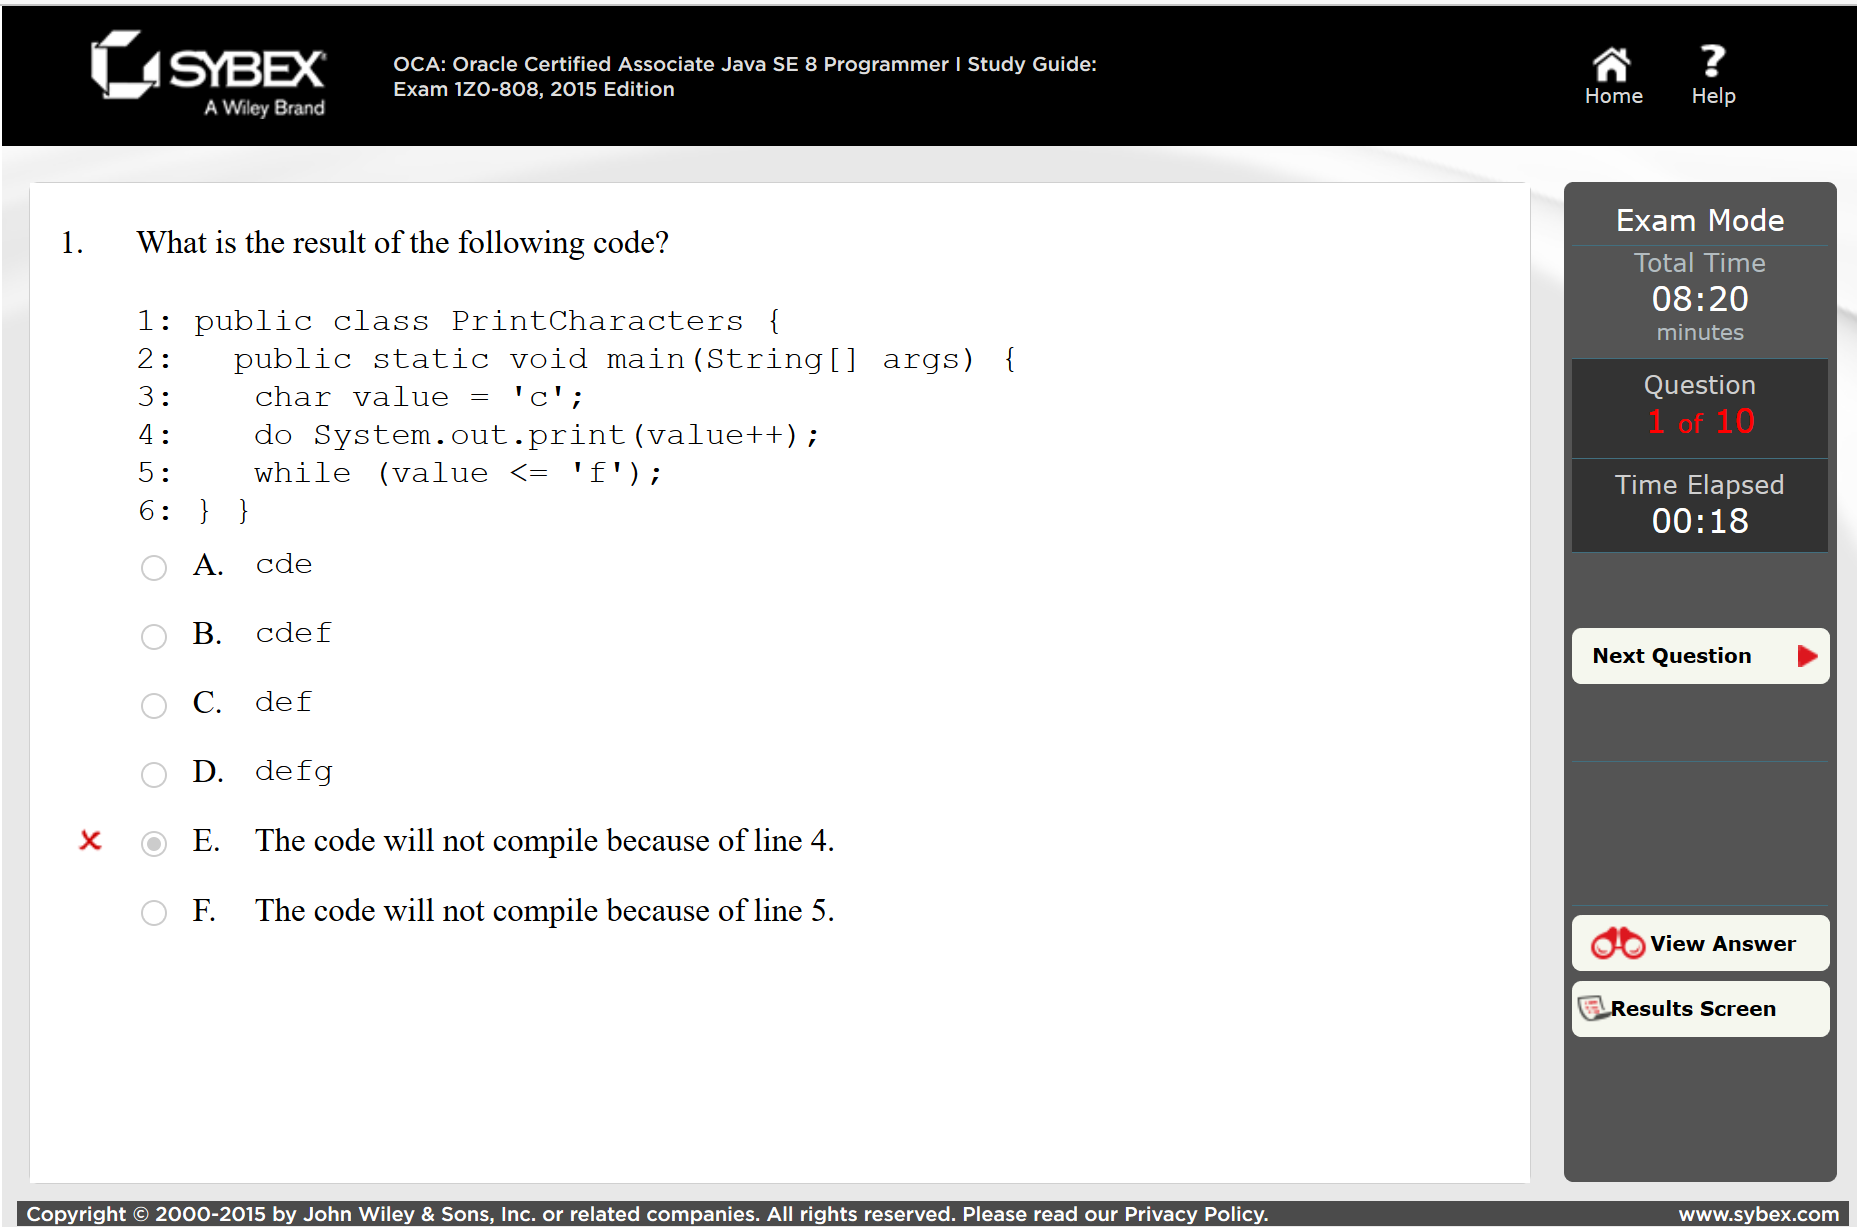 SYBEX
A Wiley Brand
OCA: Oracle Certified Associate Java SE 8 Programmer I Study Guide:
Exam 1Z0-808, 2015 Edition
Home
Help
1. What is the result of the following code?
1: public class PrintCharacters {
2:   public static void main(String[] args) {
3:    char value = 'c';
4:    do System.out.print(value++);
5:    while (value <= 'f');
6: } }
A. cde
B. cdef
C. def
D. defg
E. The code will not compile because of line 4.
F. The code will not compile because of line 5.
Exam Mode
Total Time
08:20
minutes
Question
1 of 10
Time Elapsed
00:18
Next Question
View Answer
Results Screen
Copyright © 2000-2015 by John Wiley & Sons, Inc. or related companies. All rights reserved. Please read our Privacy Policy.
www.sybex.com